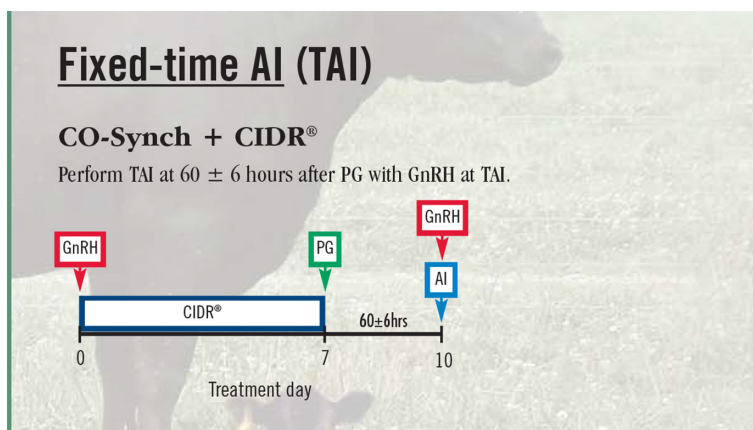 Fixed-time AI (TAI)
CO-Synch + CIDR®
Perform TAI at 60 ± 6 hours after PG with GnRH at TAI.
GnRH
GnRH
PG
AI
CIDR®
60±6hrs
0
7
10
Treatment day